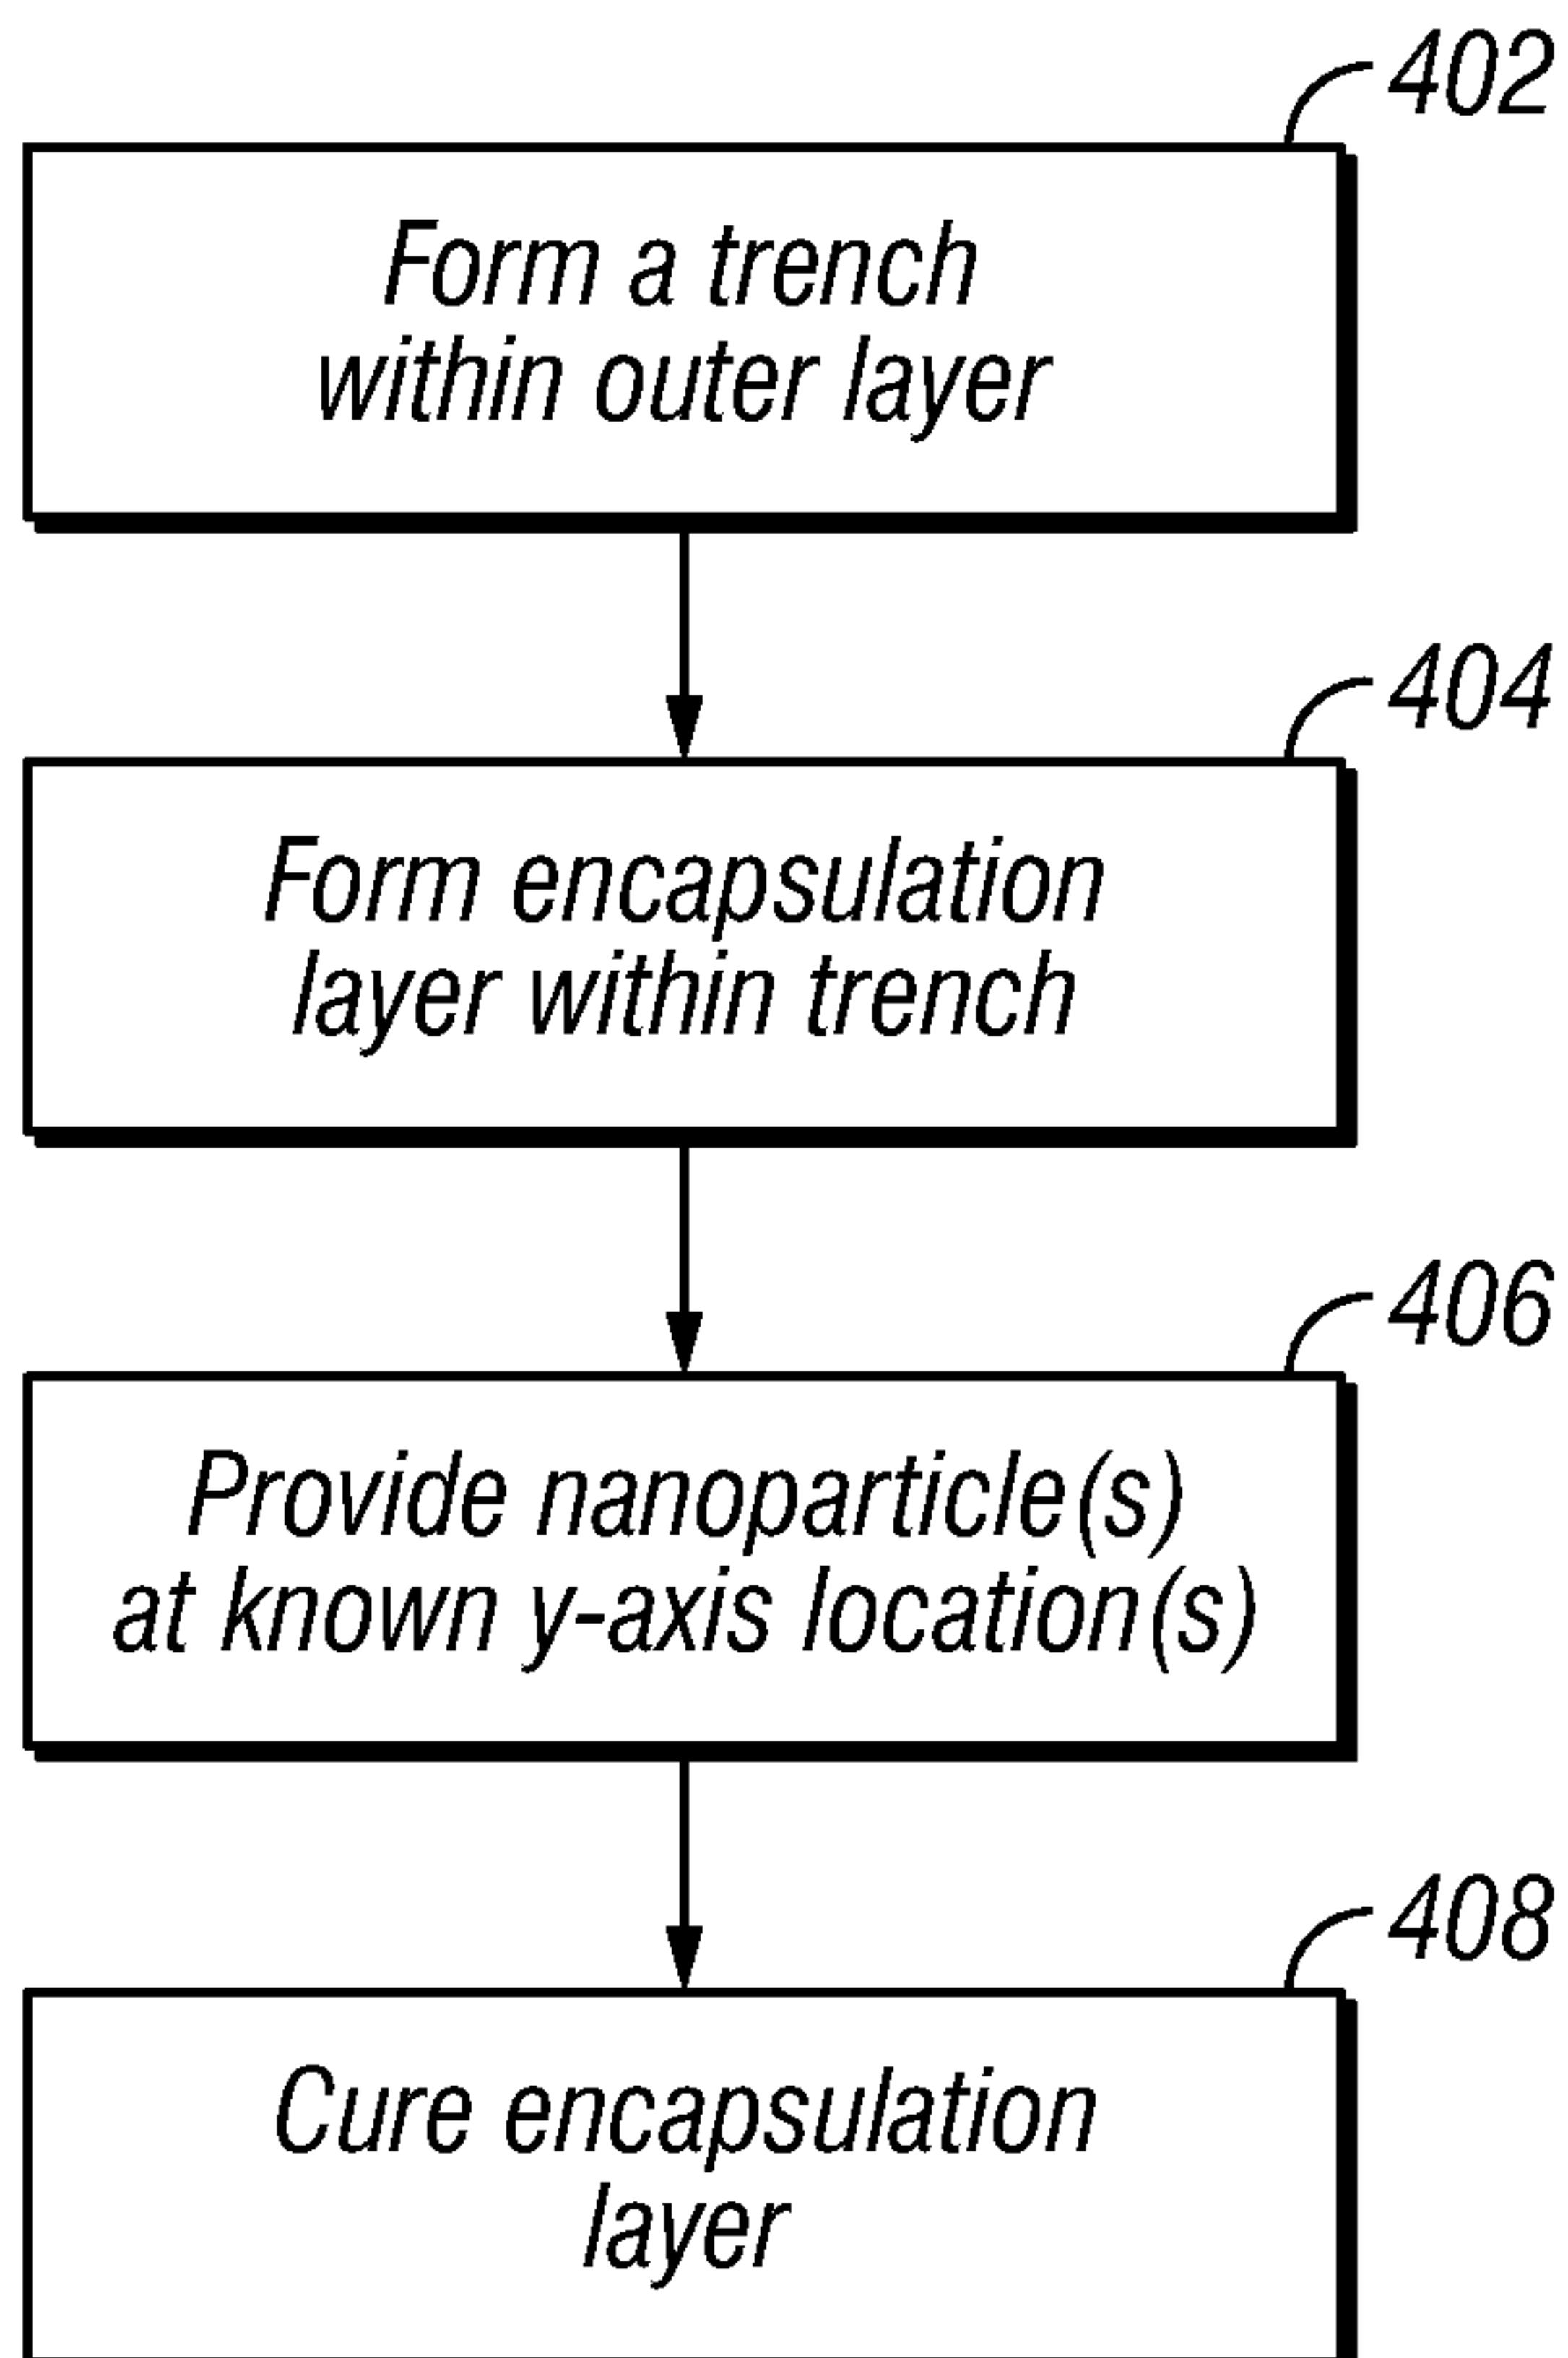 402
Form a trench
within outer layer
404
Form encapsulation
layer within trench
406
Provide nanoparticle(s)
at known y-axis location(s)
408
Cure encapsulation
layer